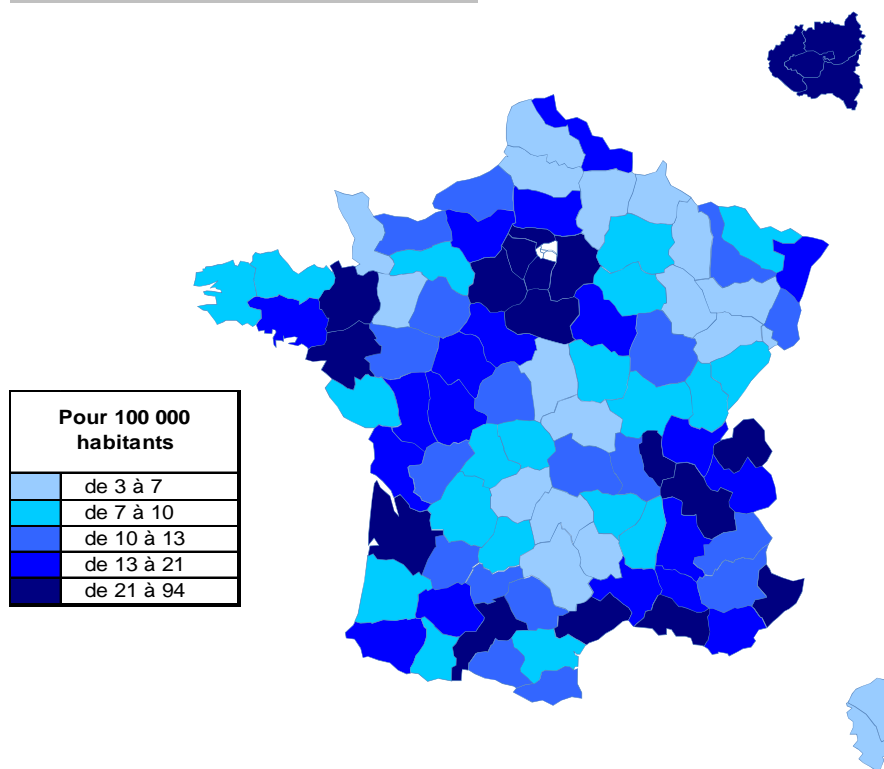 Pour 100 000
habitants
de 3 à 7
de 7 à 10
de 10 à 13
de 13 à 21
de 21 à 94